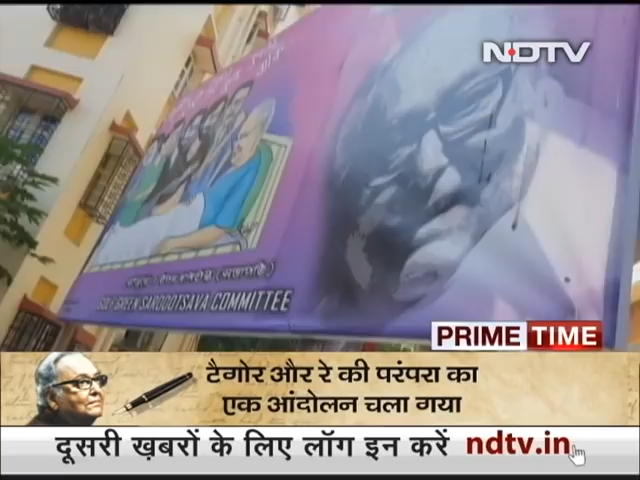 NDTV
GREEN SARODOTSAVA COMMITTEE
PRIME TIME
टैगोर और रे की परंपरा का
एक आंदोलन चला गया
दूसरी ख़बरों के लिए लॉग इन करें ndtv.in